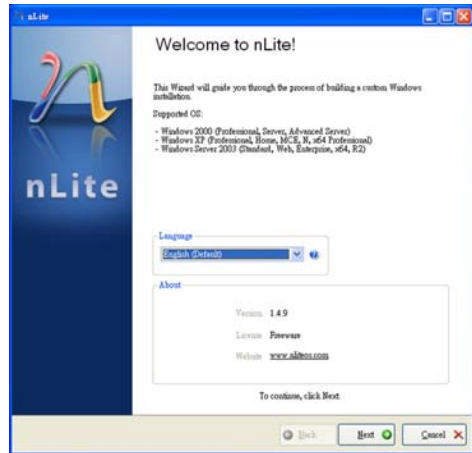 nLite
Welcome to nLite!
This Wizard will guide you through the process of building a custom Windows
installation.
Supported OS:
- Windows 2000 (Professional, Server, Advanced Server)
- Windows XP (Professional, Home, MCE, N, x64 Professional)
- Windows Server 2003 (Standard, Web, Enterprise, x64, R2)
nLite
Language
English (Default)
About
Version 1.4.9
License Freeware
Website www.nliteos.com
To continue, click Next.
Back
Next
Cancel